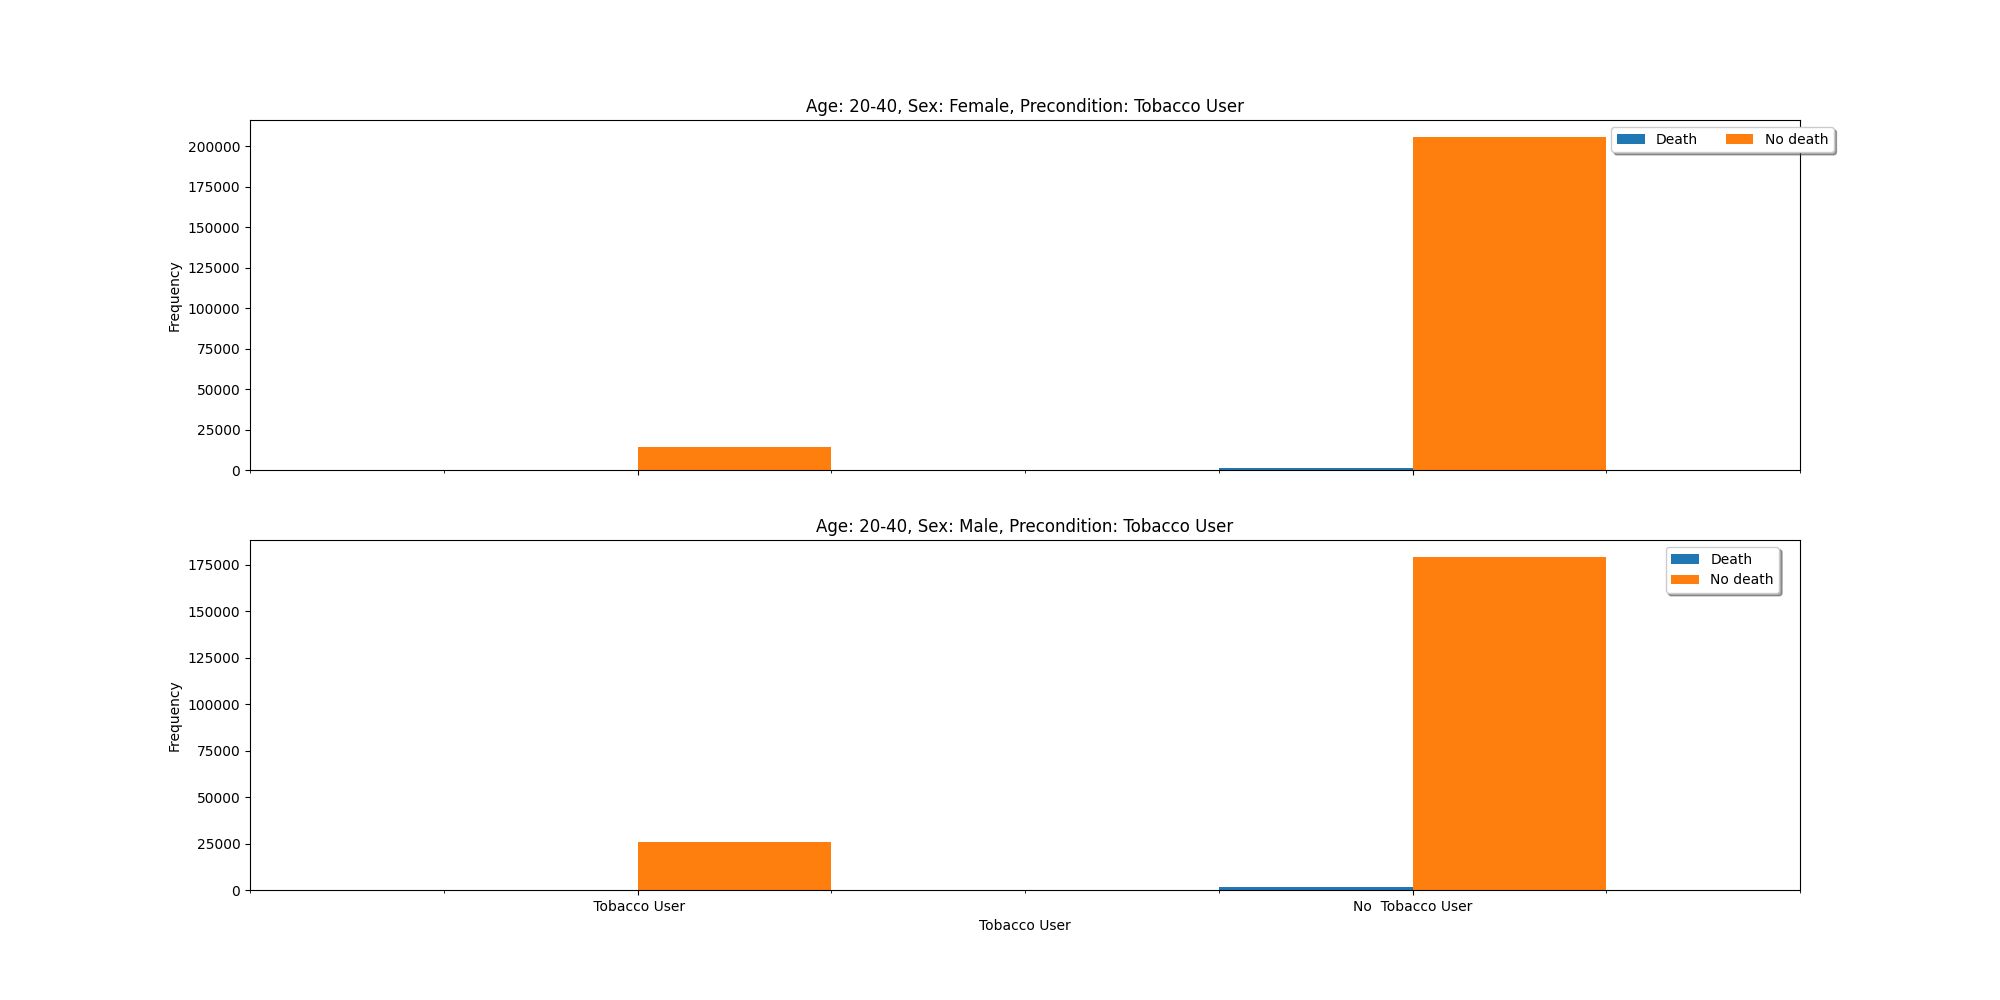 Age: 20-40, Sex: Female, Precondition: Tobacco User
Death No death
200000
175000
150000
125000
100000
75000
50000
25000
0
Frequency
Age: 20-40, Sex: Male, Precondition: Tobacco User
Death
No death
175000
150000
125000
100000
75000
50000
25000
0
Frequency
Tobacco User No  Tobacco User
Tobacco User